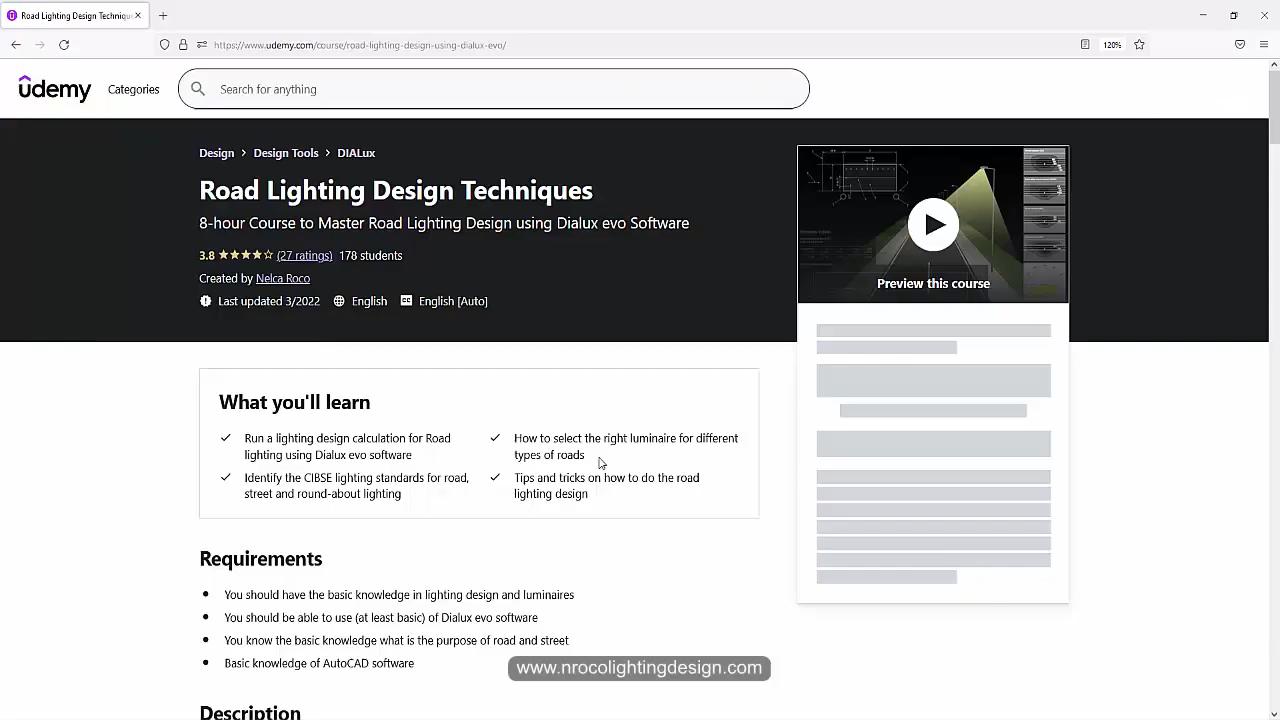 Road Lighting Design Technique
https://www.udemy.com/course/road-lighting-design-using-dialux-evo/
120%
udemy
Categories
Search for anything
Design > Design Tools > DIALux
Road Lighting Design Techniques
8-hour Course to Master Road Lighting Design using Dialux evo Software
3.8 (27 ratings) 178 students
Created by Nelca Roco
Last updated 3/2022 English CC English [Auto]
Preview this course
What you'll learn
Run a lighting design calculation for Road
lighting using Dialux evo software
How to select the right luminaire for different
types of roads
Identify the CIBSE lighting standards for road,
street and round-about lighting
Tips and tricks on how to do the road
lighting design
Requirements
You should have the basic knowledge in lighting design and luminaires
You should be able to use (at least basic) of Dialux evo software
You know the basic knowledge what is the purpose of road and street
Basic knowledge of AutoCAD software
www.nrocolightingdesign.com
Description